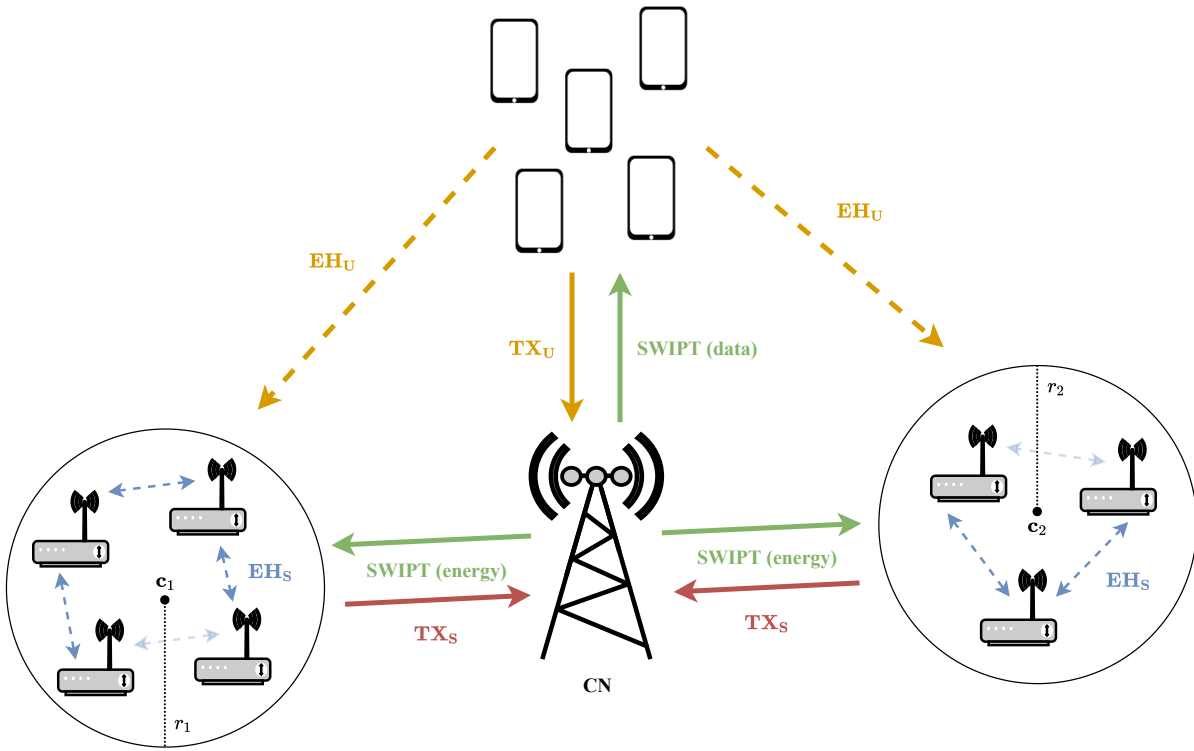 EH_U
EH_U
TX_U
SWIPT (data)
r_2
c_2
EH_S
SWIPT (energy)
SWIPT (energy)
EH_S
c_1
TX_S
TX_S
CN
r_1